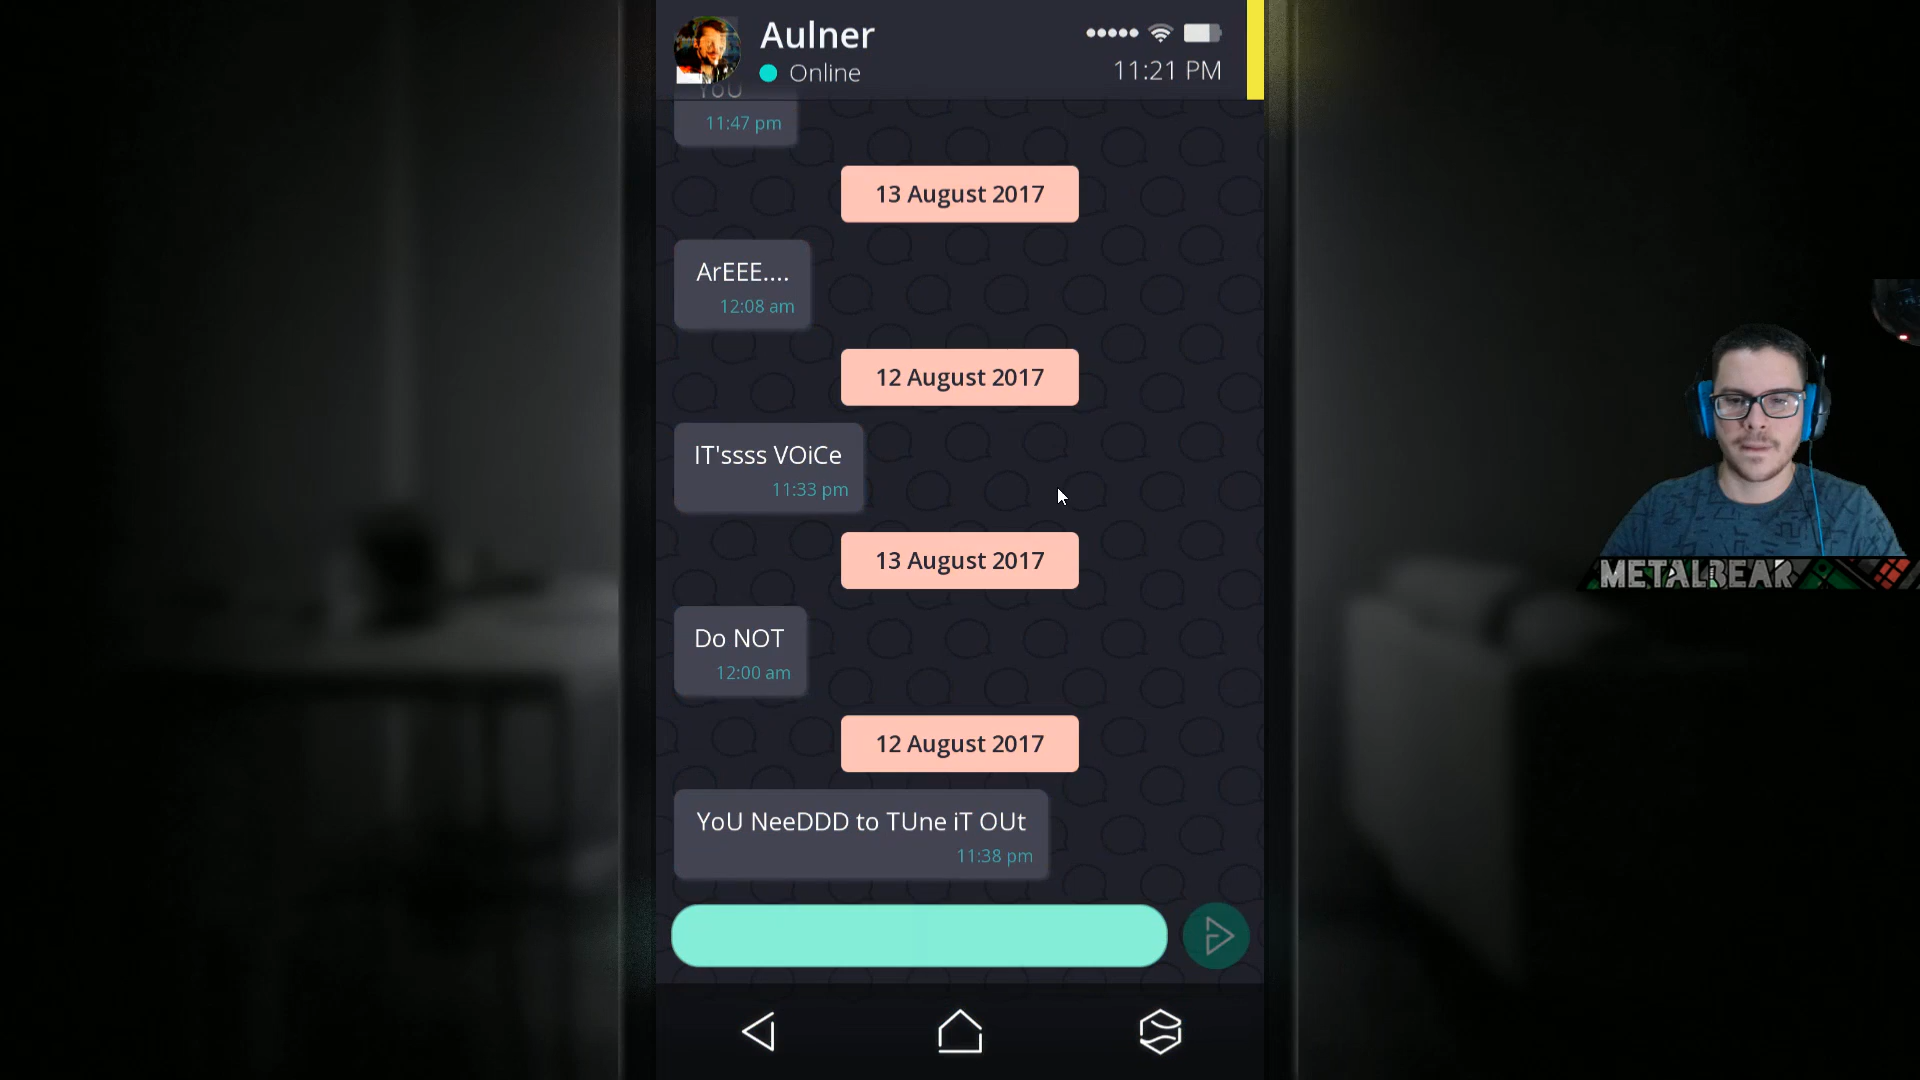 Aulner
Online
11:21 PM
YoU
11:47 pm
13 August 2017
ArEEE....
12:08 am
12 August 2017
IT'ssss VOiCe
11:33 pm
13 August 2017
Do NOT
12:00 am
12 August 2017
YoU NeeDDD to TUne iT OUt
11:38 pm
METALBEAR